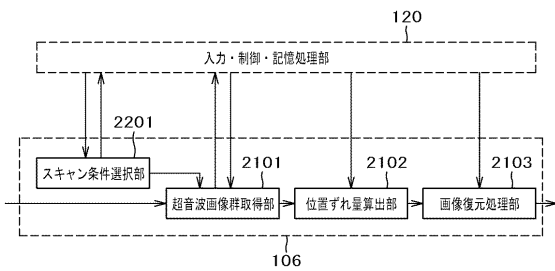 120
入力・制御・記憶処理部
2201
スキャン条件選択部
2101
2102
2103
超音波画像群取得部
位置ずれ量算出部
画像復元処理部
106